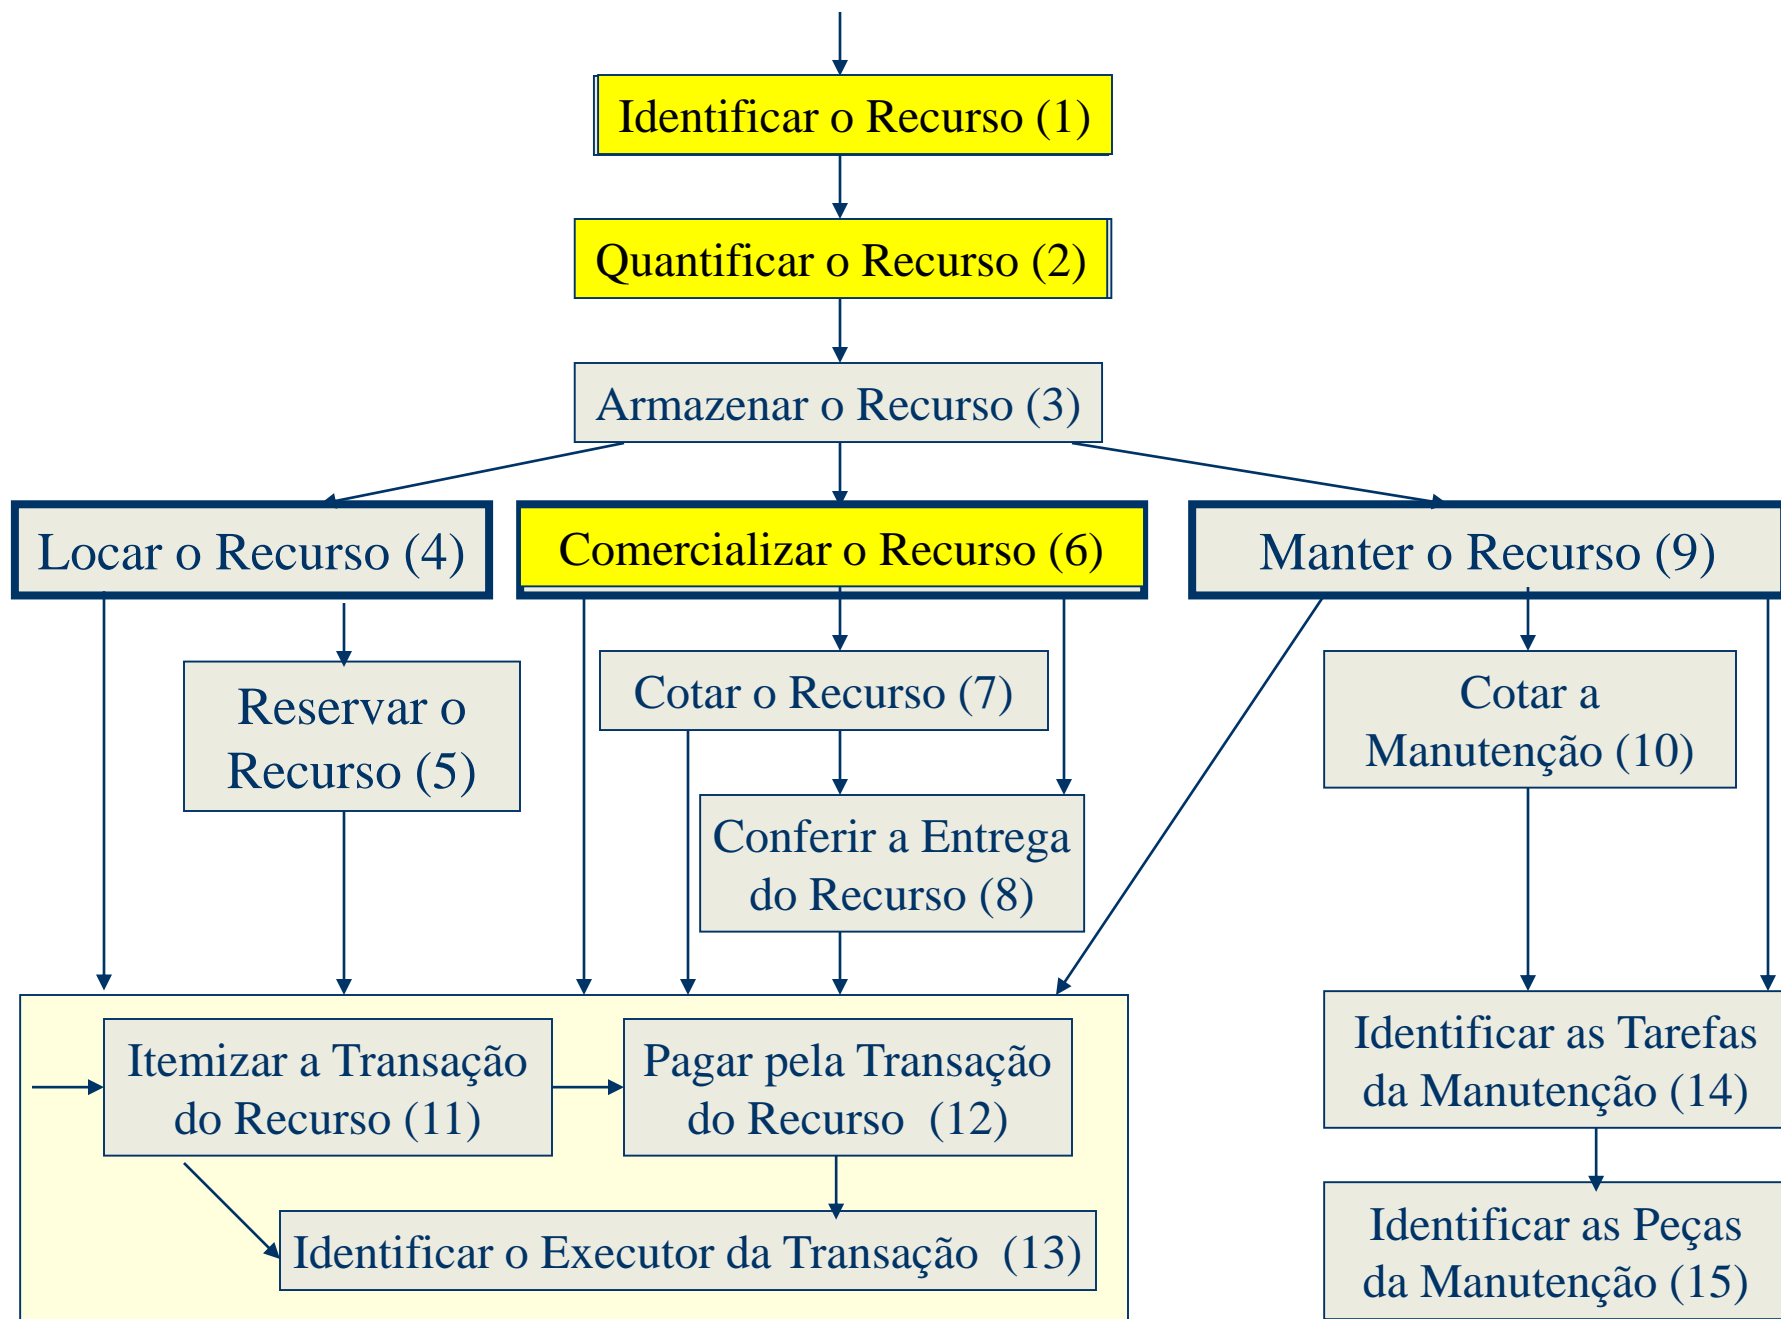 Identificar o Recurso (1)
Quantificar o Recurso (2)
Armazenar o Recurso (3)
Locar o Recurso (4)
Comercializar o Recurso (6)
Manter o Recurso (9)
Reservar o
Recurso (5)
Cotar o Recurso (7)
Cotar a
Manutenção (10)
Conferir a Entrega
do Recurso (8)
Itemizar a Transação
do Recurso (11)
Pagar pela Transação
do Recurso (12)
Identificar as Tarefas
da Manutenção (14)
Identificar o Executor da Transação (13)
Identificar as Peças
da Manutenção (15)